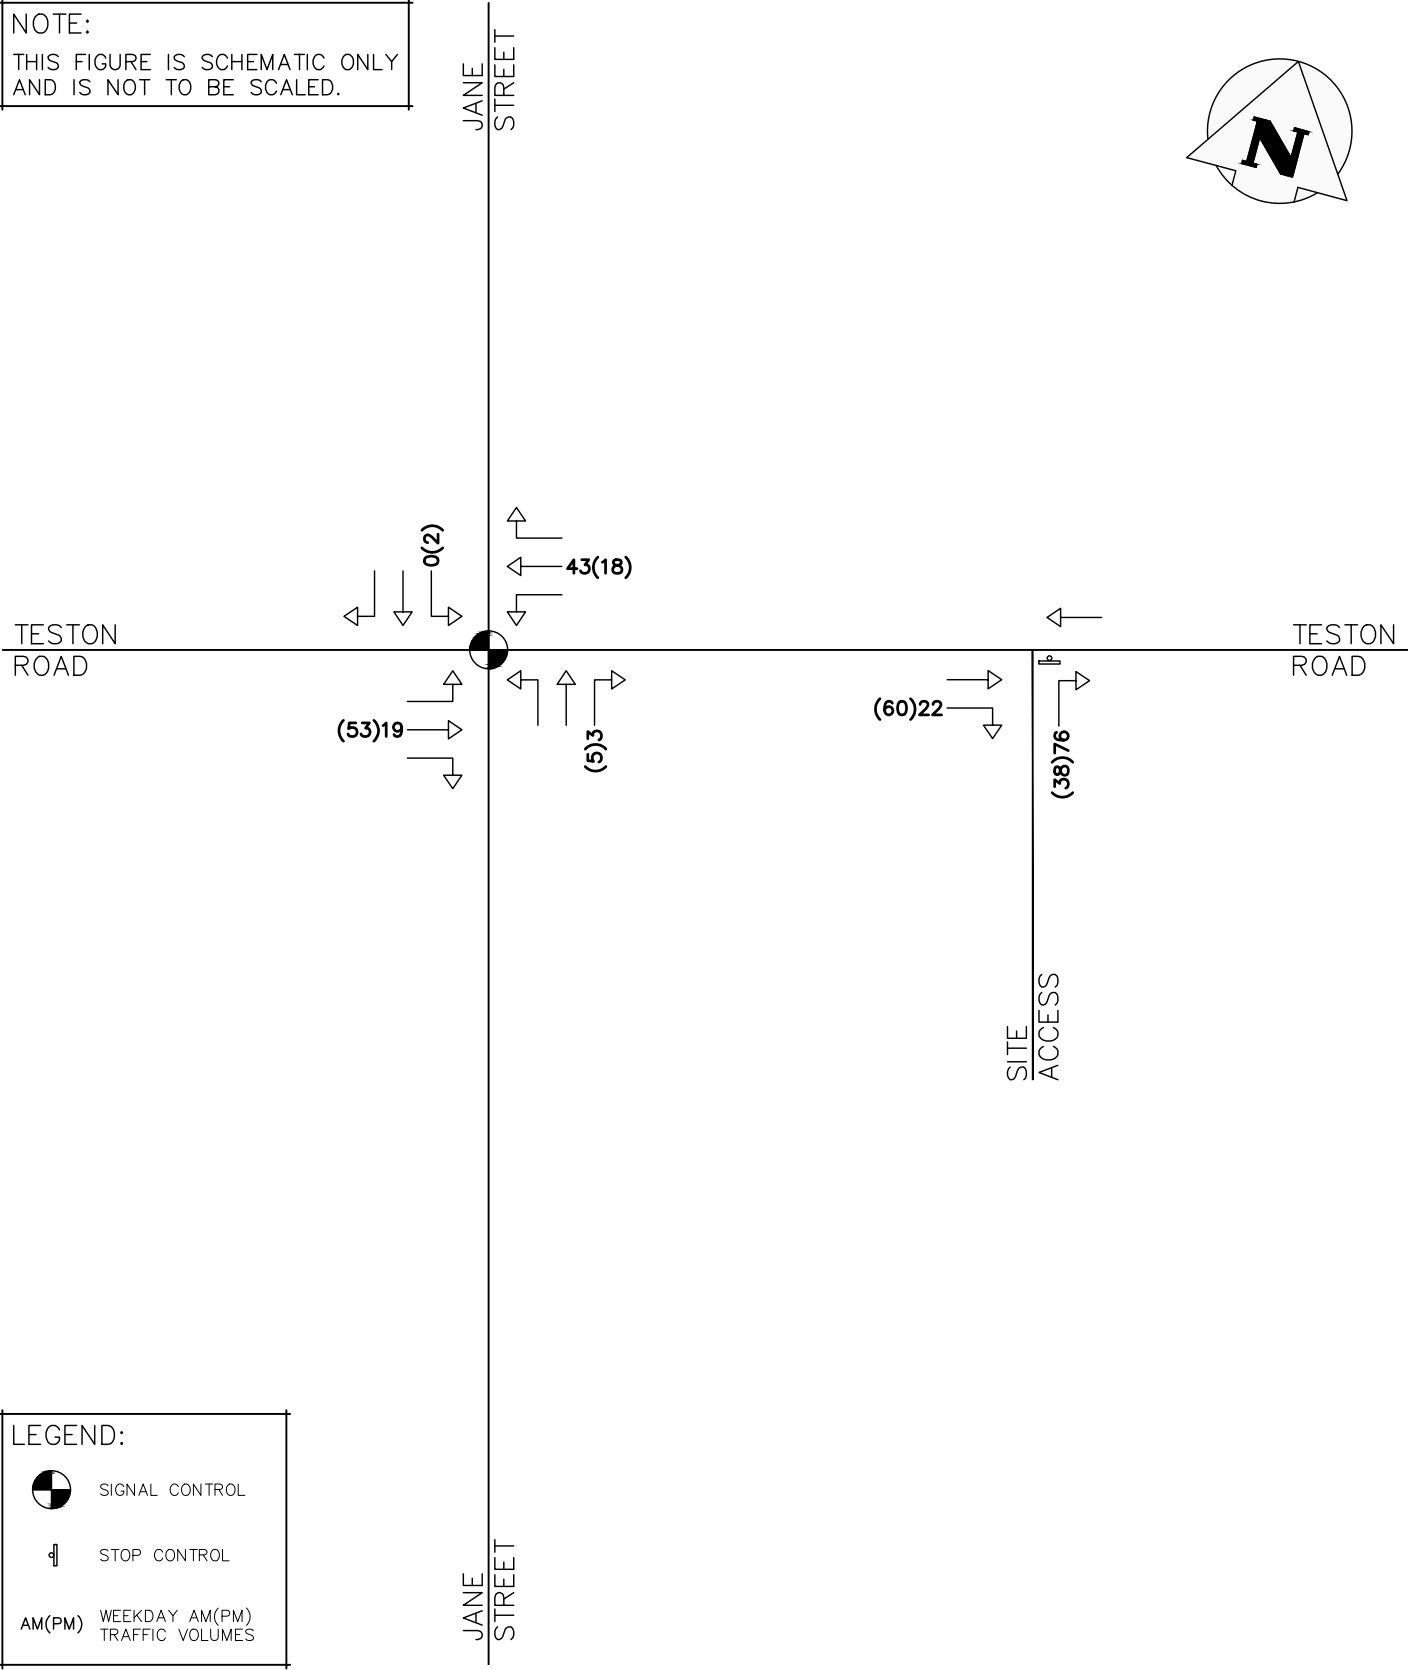 NOTE:
THIS FIGURE IS SCHEMATIC ONLY
AND IS NOT TO BE SCALED.
JANE
STREET
N
0(2)
43(18)
TESTON
ROAD
TESTON
ROAD
(53)19
(5)3
(60)22
(38)76
SITE
ACCESS
LEGEND:
SIGNAL CONTROL
STOP CONTROL
AM(PM)
WEEKDAY AM(PM)
TRAFFIC VOLUMES
JANE
STREET